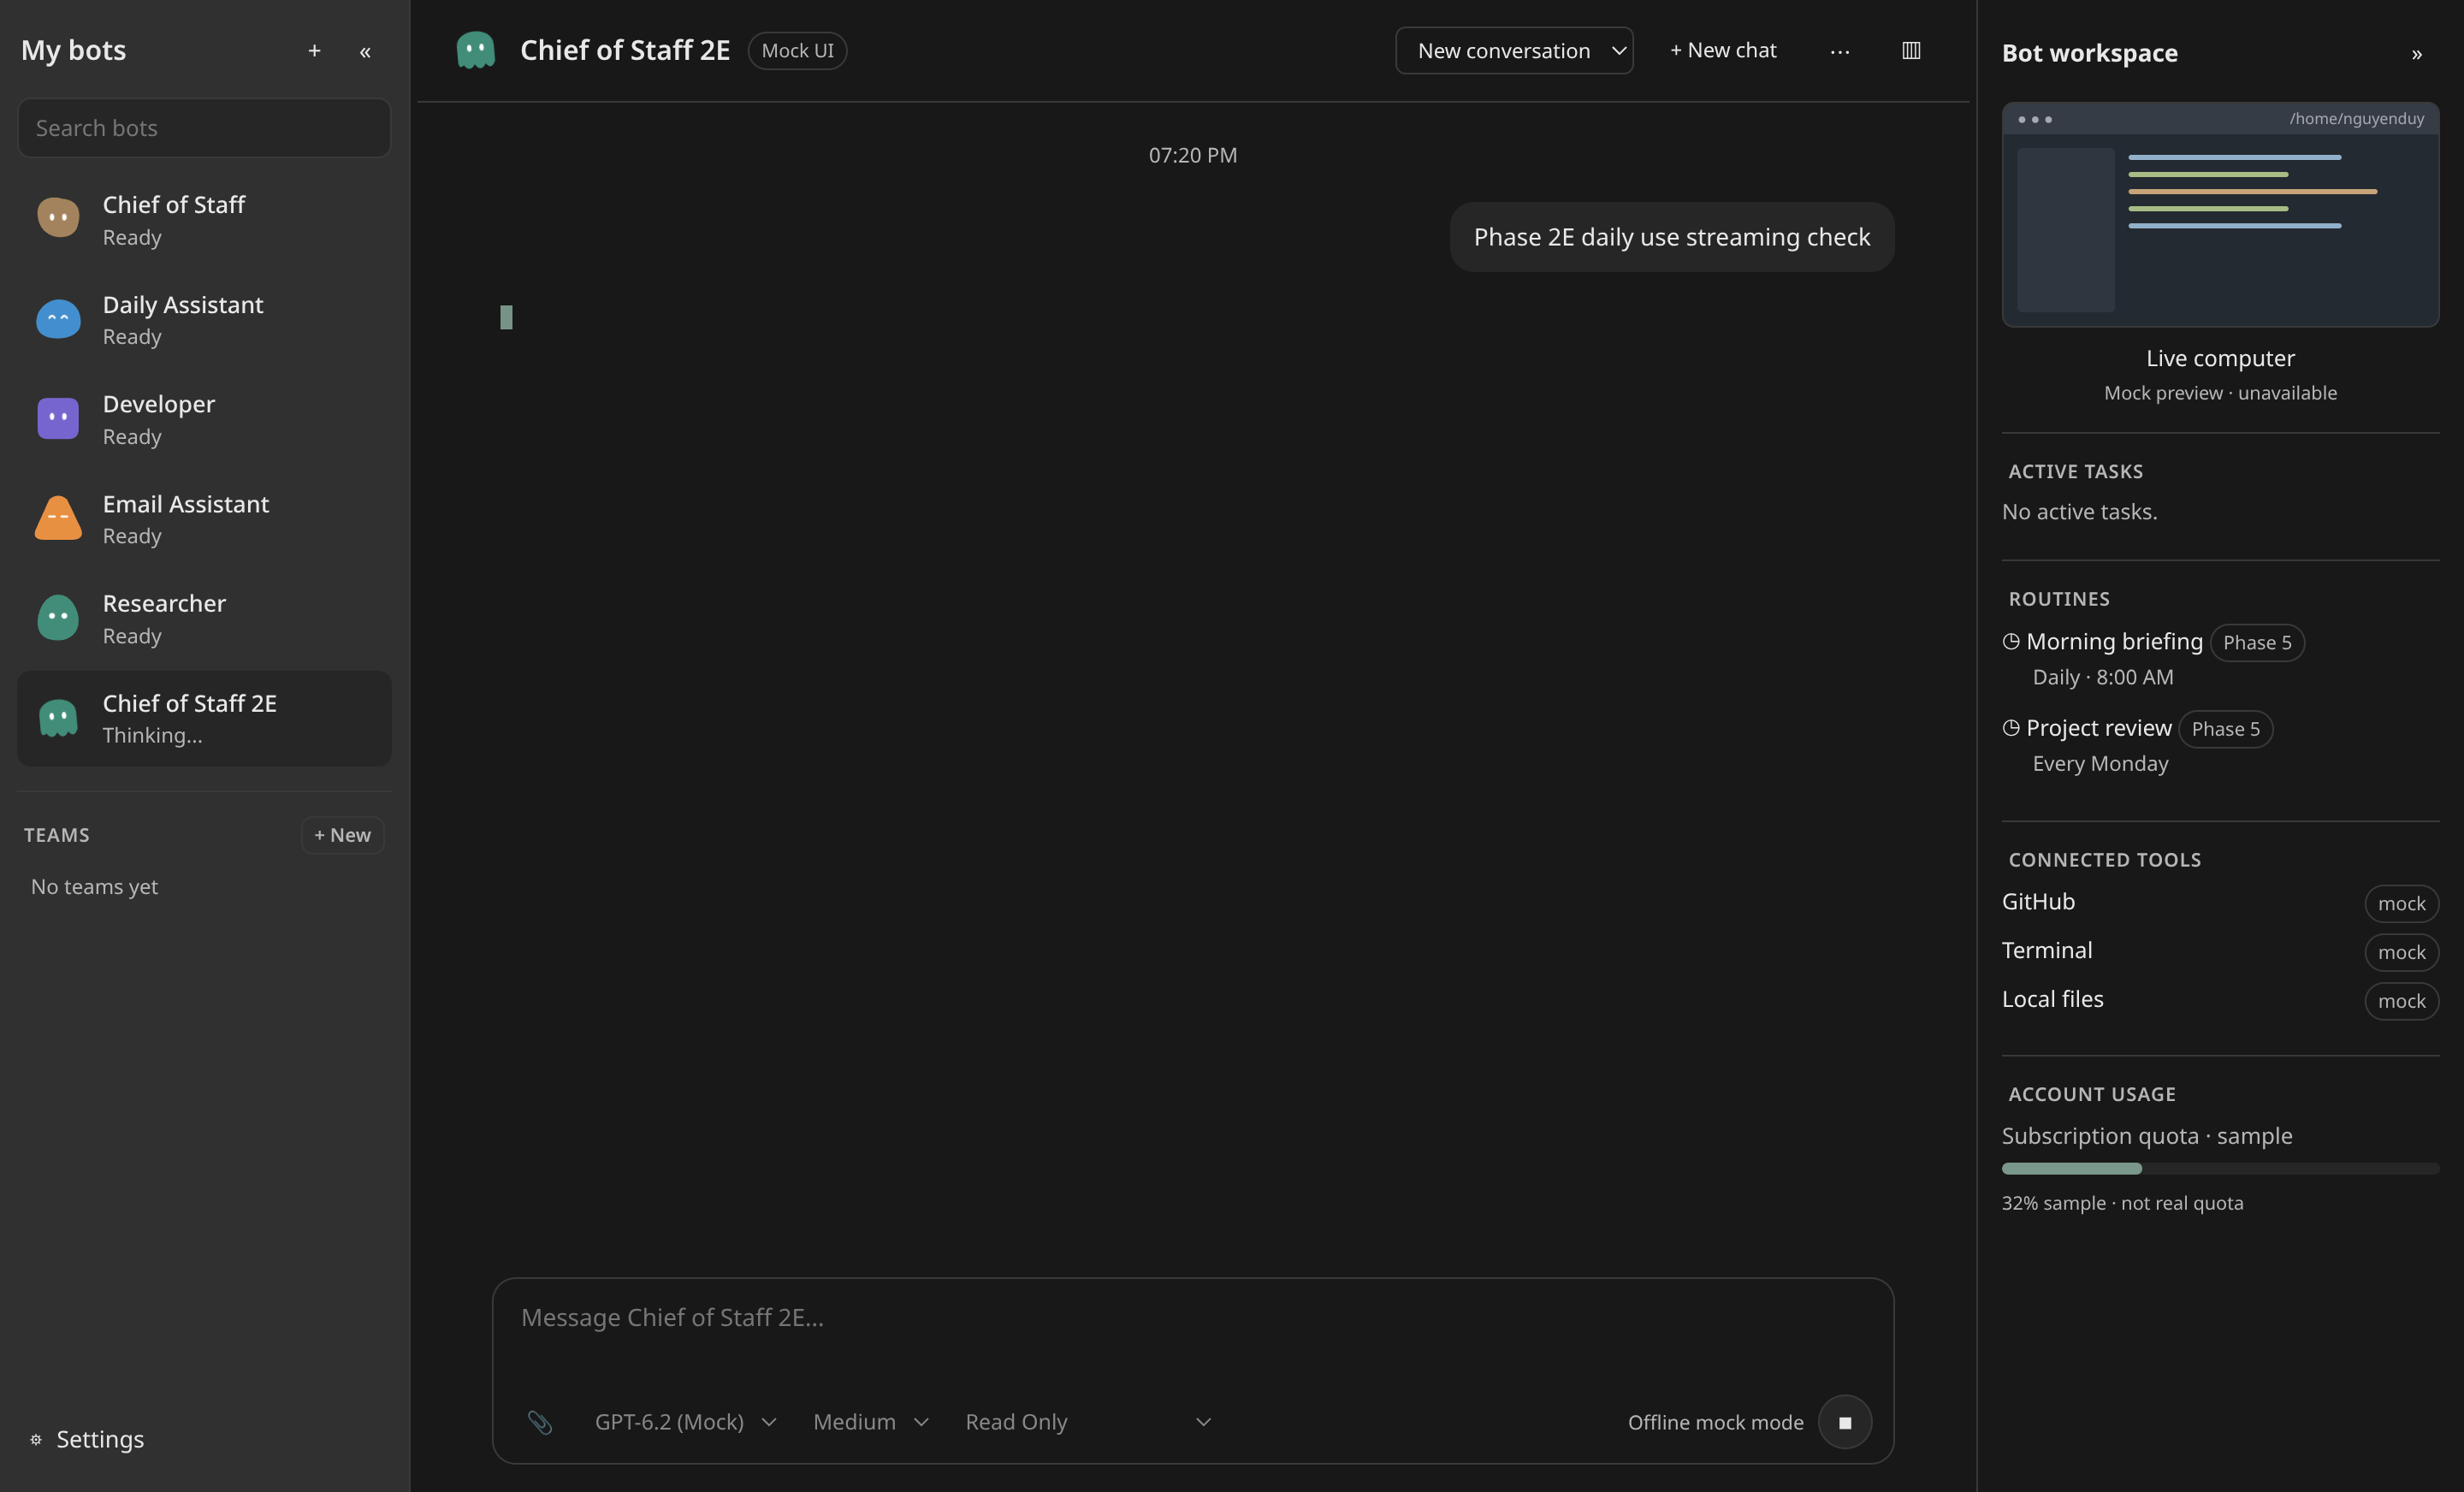 My bots
+
«
Search bots
Chief of Staff
Ready
Daily Assistant
Ready
Developer
Ready
Email Assistant
Ready
Researcher
Ready
Chief of Staff 2E
Thinking...
TEAMS
+ New
No teams yet
Settings
Chief of Staff 2E
Mock UI
New conversation
+ New chat
...
07:20 PM
Phase 2E daily use streaming check
Message Chief of Staff 2E...
GPT-6.2 (Mock)
Medium
Read Only
Offline mock mode
Bot workspace
»
/home/nguyenduy
Live computer
Mock preview · unavailable
ACTIVE TASKS
No active tasks.
ROUTINES
Morning briefing Phase 5
Daily · 8:00 AM
Project review Phase 5
Every Monday
CONNECTED TOOLS
GitHub mock
Terminal mock
Local files mock
ACCOUNT USAGE
Subscription quota · sample
32% sample · not real quota